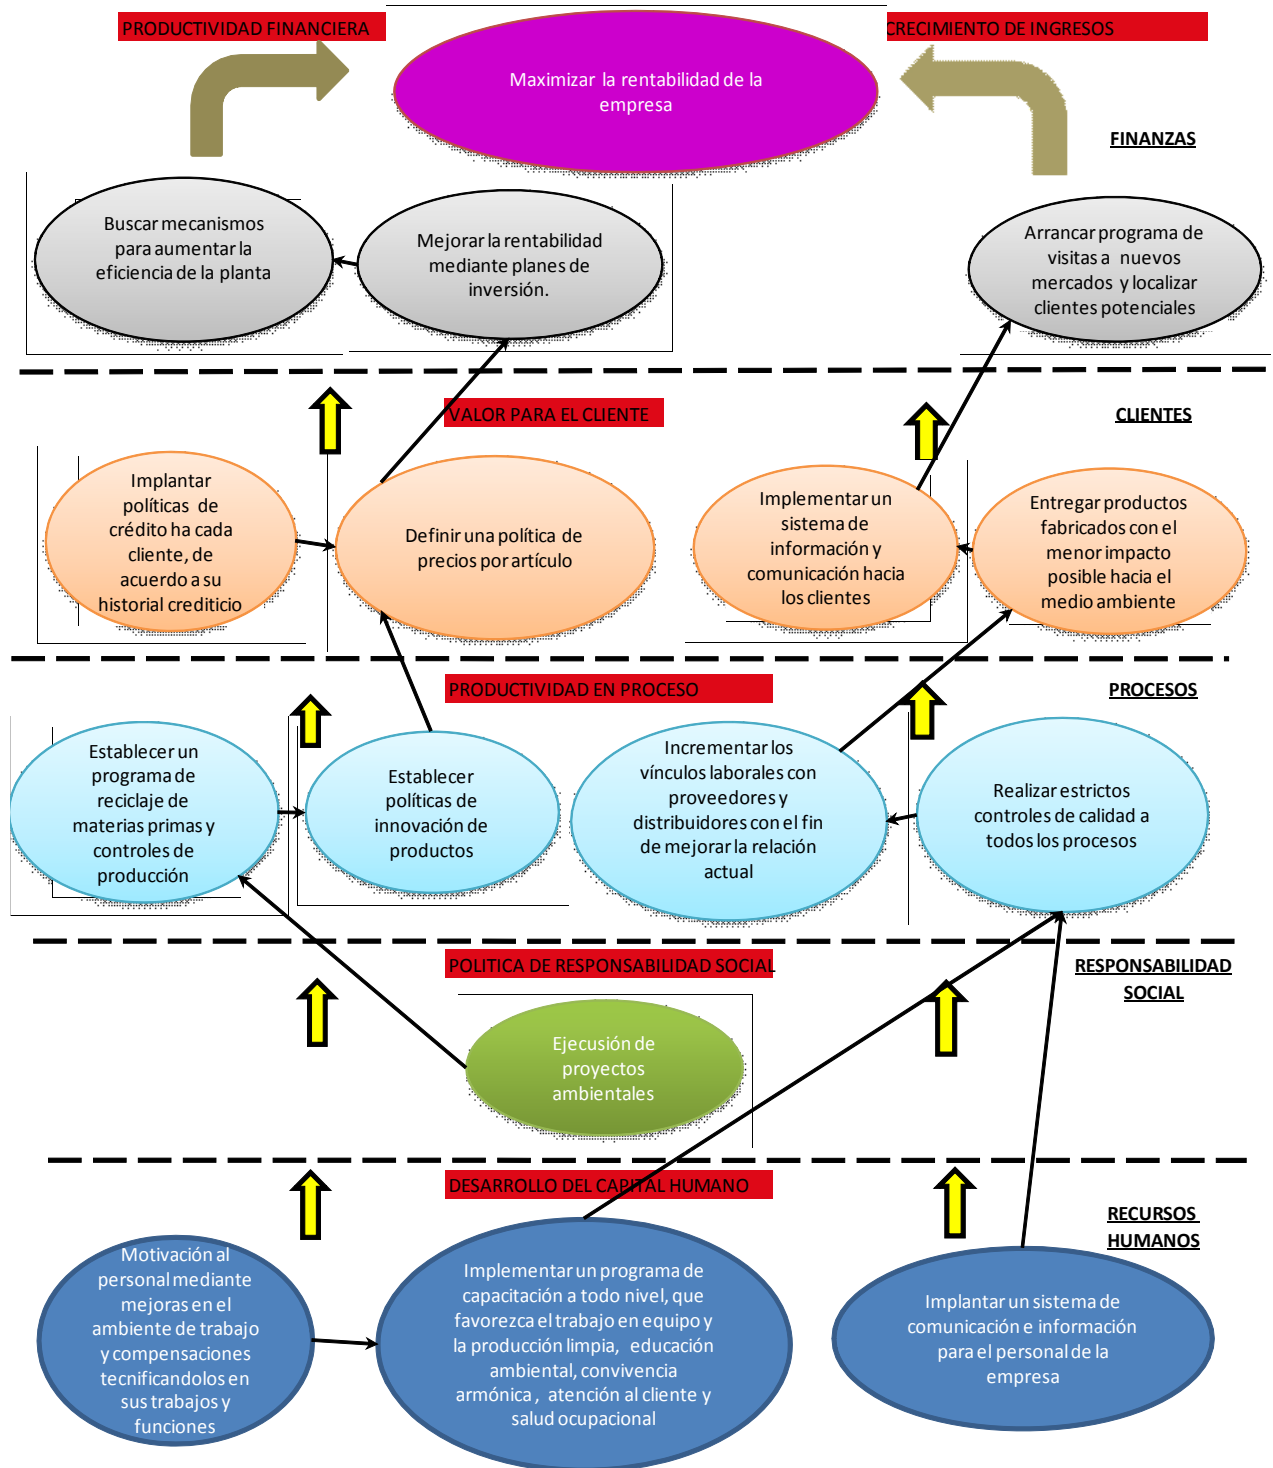 PRODUCTIVIDAD FINANCIERA
CRECIMIENTO DE INGRESOS
Maximizar la rentabilidad de la
empresa
FINANZAS
Buscar mecanismos
para aumentar la
eficiencia de la planta
Mejorar la rentabilidad
mediante planes de
inversión.
Arrancar programa de
visitas a nuevos
mercados y localizar
clientes potenciales
VALOR PARA EL CLIENTE
CLIENTES
Implantar
políticas de
crédito ha cada
cliente, de
acuerdo a su
historial crediticio
Definir una política de
precios por artículo
Implementar un
sistema de
información y
comunicación hacia
los clientes
Entregar productos
fabricados con el
menor impacto
posible hacia el
medio ambiente
PRODUCTIVIDAD EN PROCESO
PROCESOS
Establecer un
programa de
reciclaje de
materias primas y
controles de
producción
Establecer
políticas de
innovación de
productos
Incrementar los
vínculos laborales con
proveedores y
distribuidores con el fin
de mejorar la relación
actual
Realizar estrictos
controles de calidad a
todos los procesos
POLITICA DE RESPONSABILIDAD SOCIAL
RESPONSABILIDAD
SOCIAL
Ejecución de
proyectos
ambientales
DESARROLLO DEL CAPITAL HUMANO
RECURSOS
HUMANOS
Motivación al
personal mediante
mejoras en el
ambiente de trabajo
y compensaciones
tecnificandolos en
sus trabajos y
funciones
Implementar un programa de
capacitación a todo nivel, que
favorezca el trabajo en equipo y
la producción limpia, educación
ambiental, convivencia
armónica , atención al cliente y
salud ocupacional
Implantar un sistema de
comunicación e información
para el personal de la
empresa